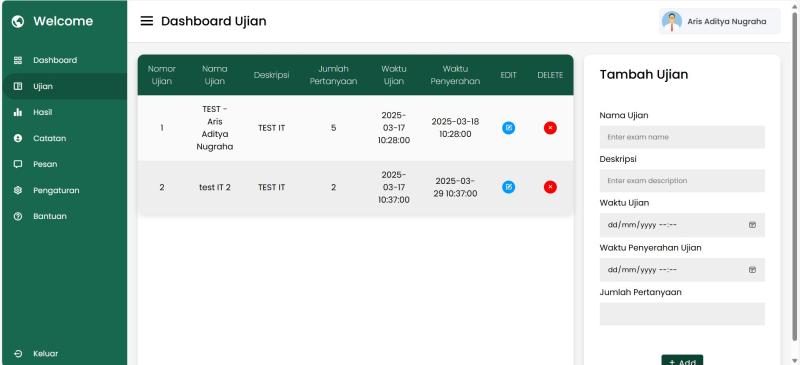 Welcome
Dashboard
Ujian
Hasil
Catatan
Pesan
Pengaturan
Bantuan
Keluar
Dashboard Ujian
Aris Aditya Nugraha
Nomor Ujian
Nama Ujian
Deskripsi
Jumlah Pertanyaan
Waktu Ujian
Waktu Penyerahan
EDIT
DELETE
1
TEST -
Aris
Aditya
Nugraha
TEST IT
5
2025-
03-17
10:28:00
2025-03-18
10:28:00
2
test IT 2
TEST IT
2
2025-
03-17
10:37:00
2025-03-
29 10:37:00
Tambah Ujian
Nama Ujian
Enter exam name
Deskripsi
Enter exam description
Waktu Ujian
dd/mm/yyyy --:--
Waktu Penyerahan Ujian
dd/mm/yyyy --:--
Jumlah Pertanyaan
+ Add